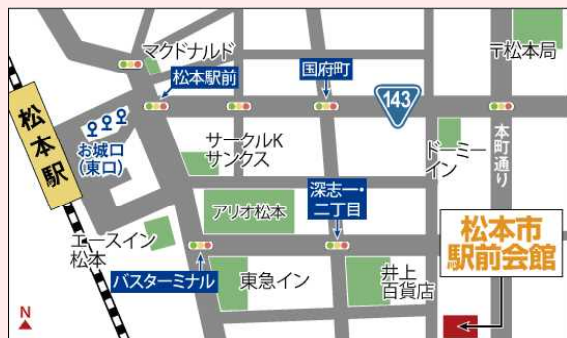 マクドナルド
松本駅前
国府町
〒松本局
143
松本駅
お城口
(東口)
サークルK
サンクス
ドーミー
イン
本町通り
アリオ松本
深志一・
二丁目
松本市
駅前会館
エースイン
松本
バスターミナル
東急イン
井上
百貨店
N